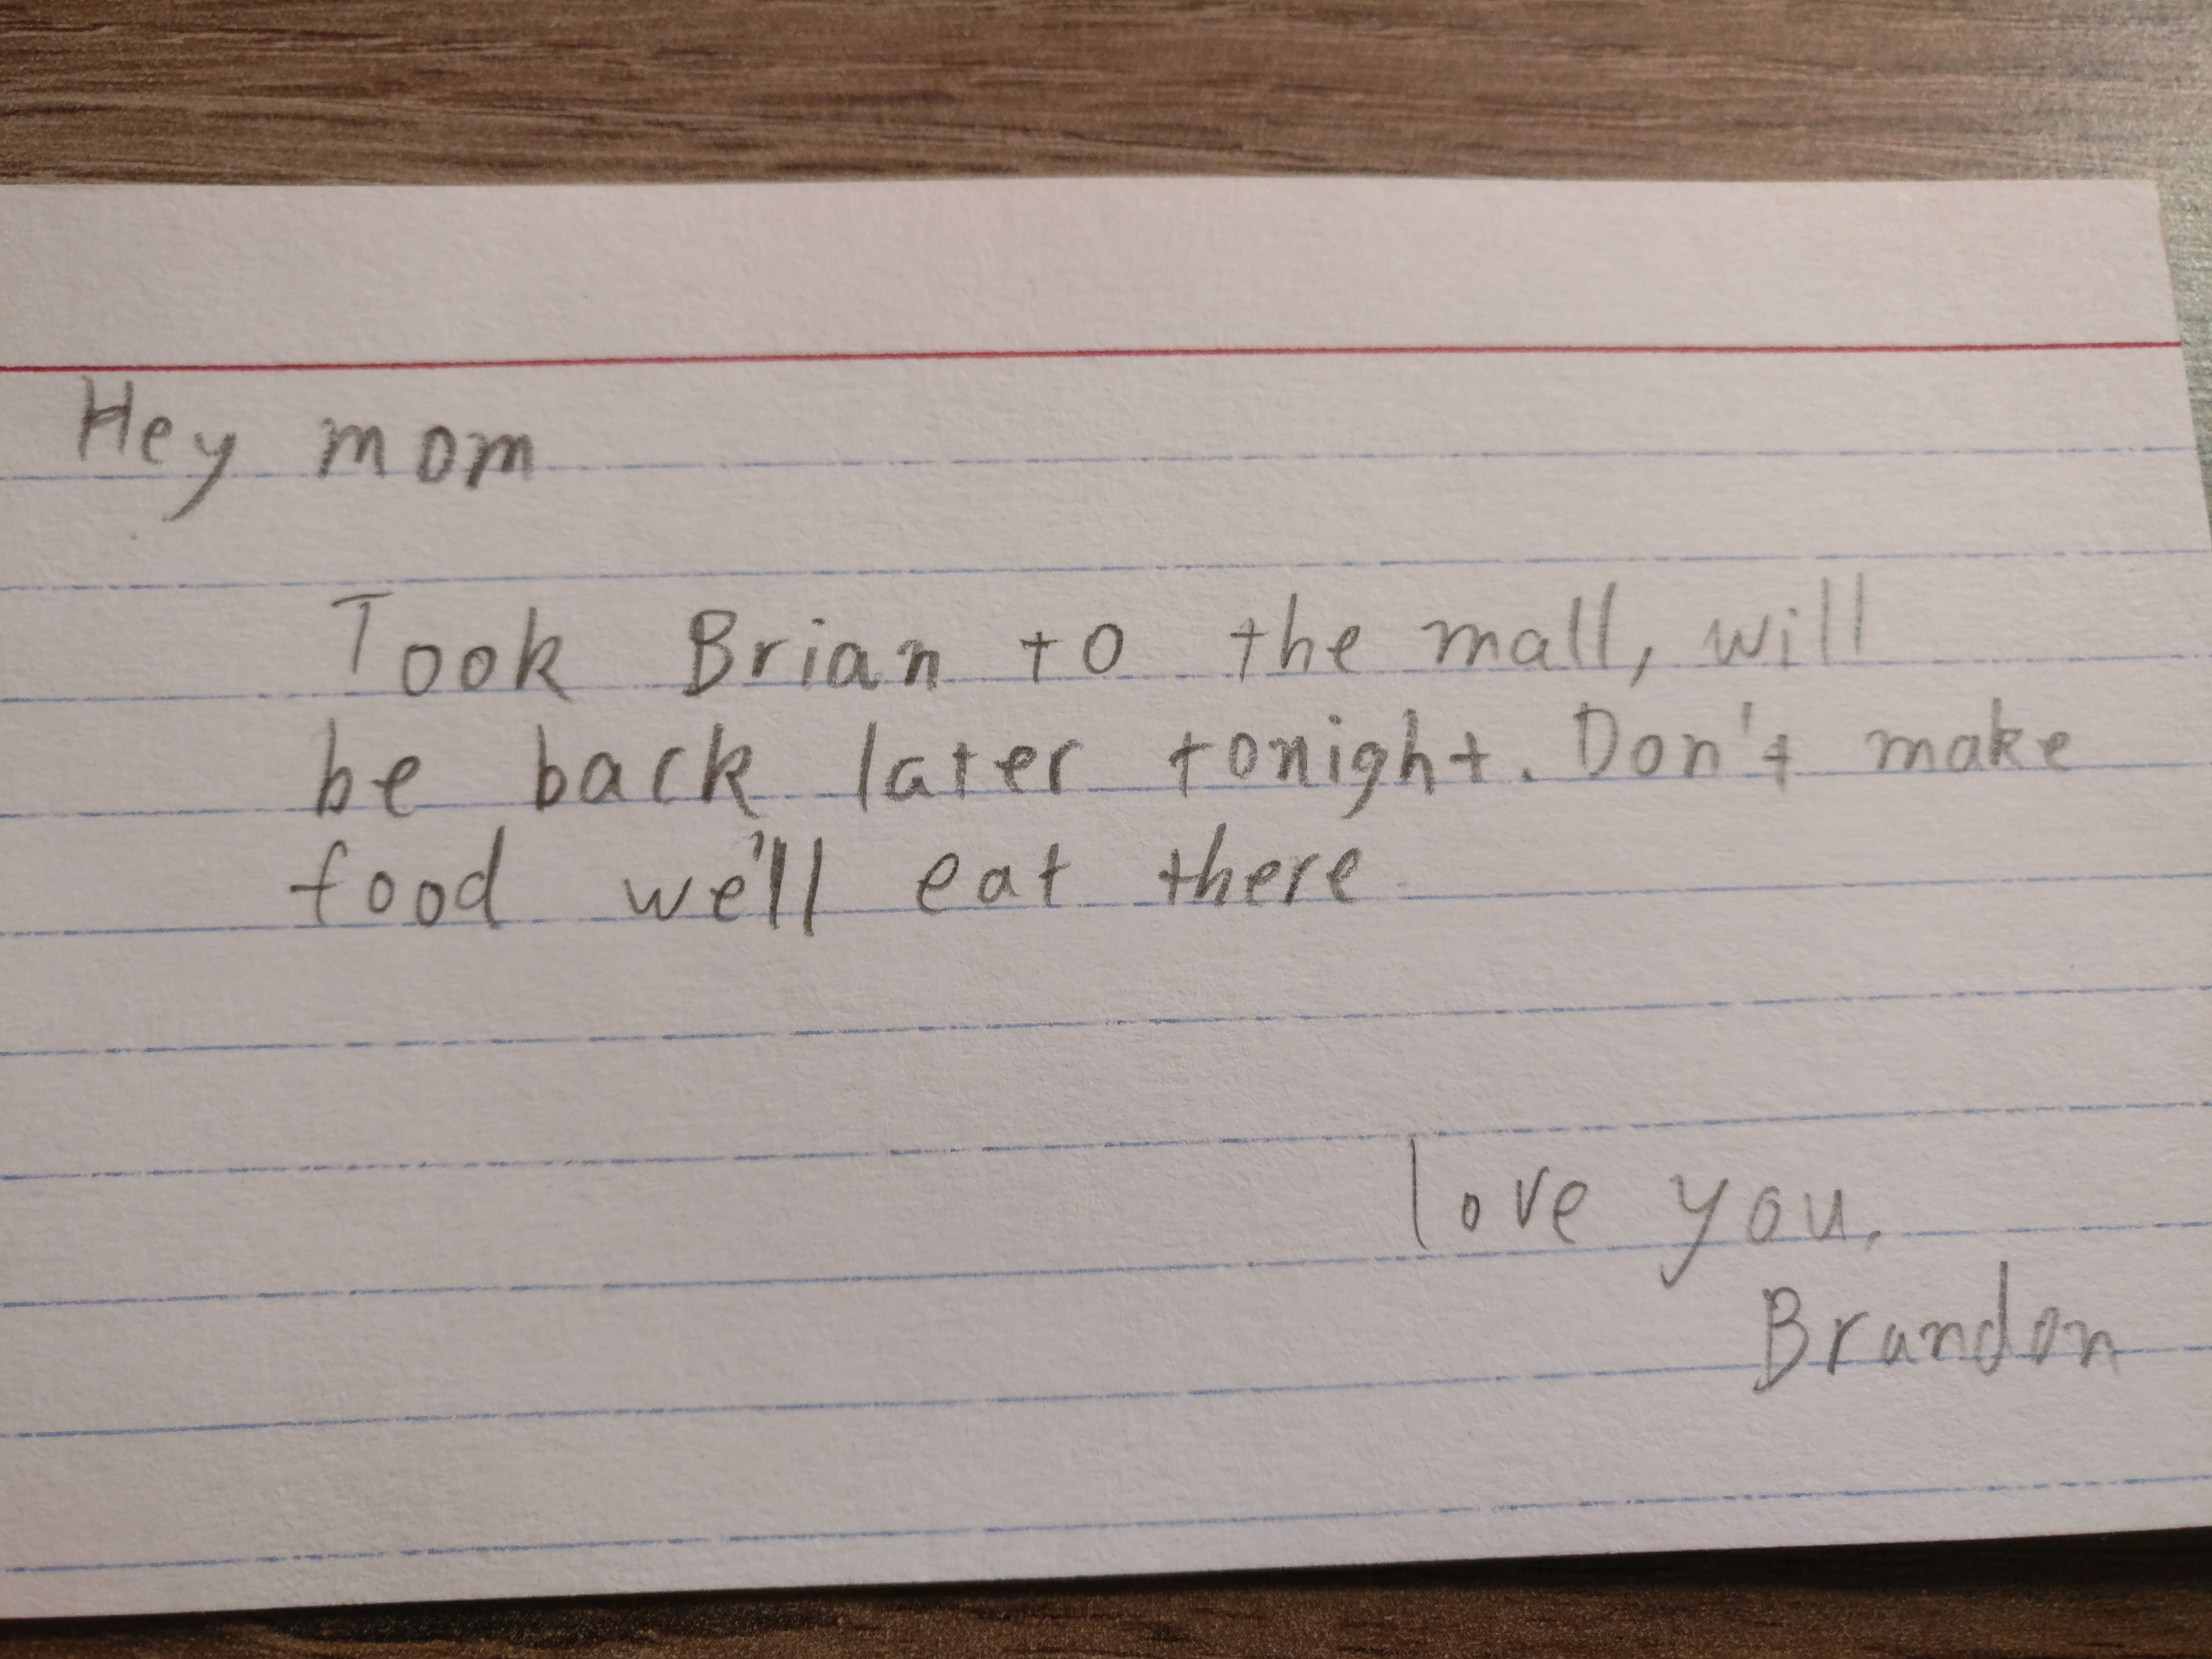 Hey mom
Took Brian to the mall, will
be back later tonight. Don't make
food we'll eat there
love you,
Brandon